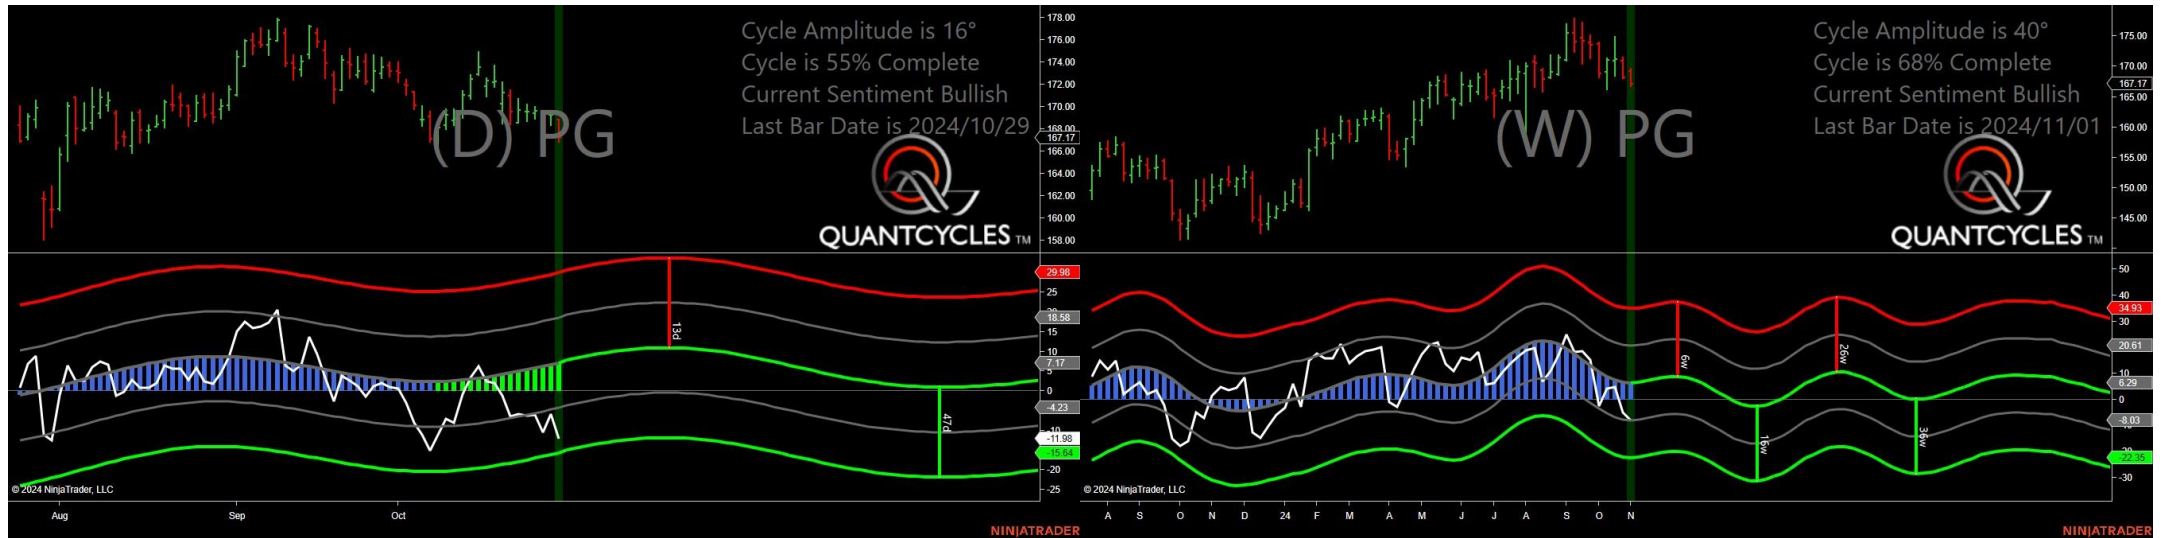 Cycle Amplitude is 16°
Cycle is 55% Complete
Current Sentiment Bullish
Last Bar Date is 2024/10/29
(D) PG
QUANTCYCLES TM
178.00
176.00
174.00
172.00
170.00
168.00
167.17
166.00
164.00
162.00
160.00
158.00
29.98
25
18.58
15
10
7.17
5
0
-4.23
-10
-11.98
-15.64
-20
-25
13d
47d
© 2024 NinjaTrader, LLC
Aug Sep Oct
NINJATRADER
Cycle Amplitude is 40°
Cycle is 68% Complete
Current Sentiment Bullish
Last Bar Date is 2024/11/01
(W) PG
QUANTCYCLES TM
175.00
170.00
167.17
165.00
160.00
155.00
150.00
145.00
50
40
34.93
30
20.61
10
6.29
0
-8.03
-22.35
-30
6w
16w
26w
36w
© 2024 NinjaTrader, LLC
A S O N D 24 F M A M J J A S O N
NINJATRADER